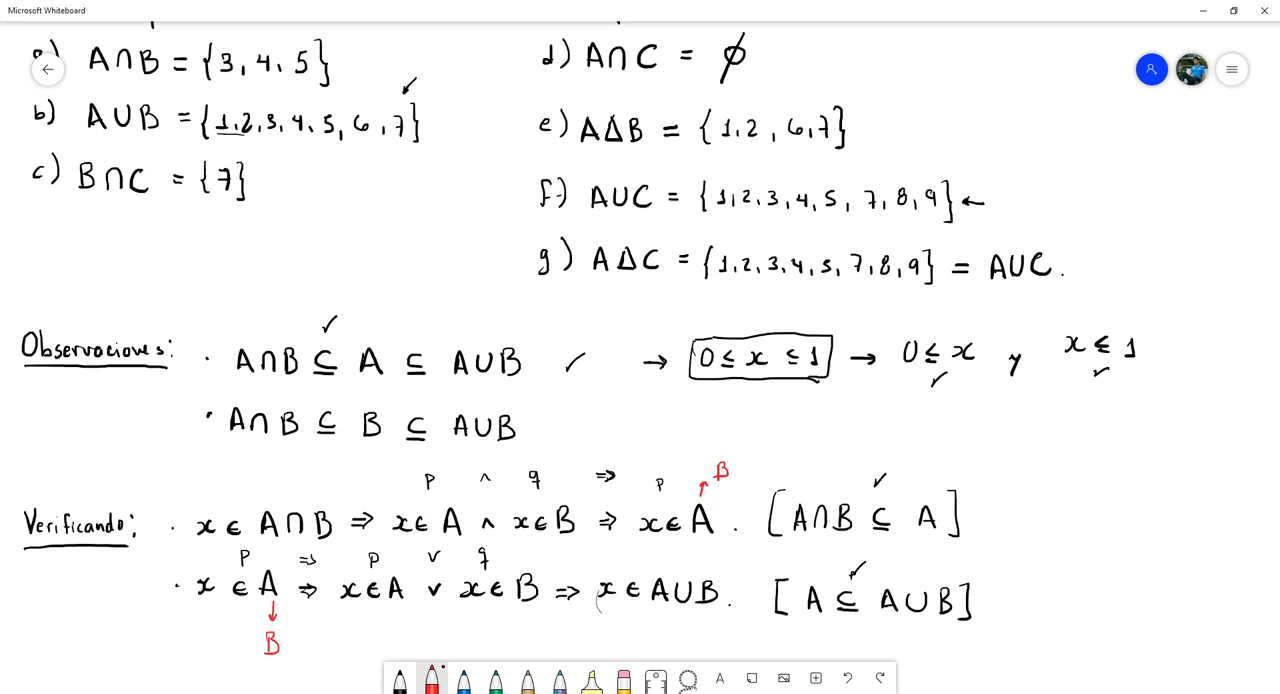 Microsoft Whiteboard
a) A∩B = {3, 4, 5}
b) A∪B = {1,2,3,4,5,6,7} ✓
c) B∩C = {7}
d) A∩C = ∅
e) A∆B = {1,2,6,7}
f) A∪C = {1,2,3,4,5,7,8,9} ←
g) A∆C = {1,2,3,4,5,7,8,9} = A∪C.
Observaciones: · A∩B ⊆ A ⊆ A∪B ✓ → 0 ≤ x ≤ 1 → 0 ≤ x y x ≤ 1
· A∩B ⊆ B ⊆ A∪B
p ∧ q ⇒ p B
Verificando: · x ∈ A∩B ⇒ x ∈ A ∧ x ∈ B ⇒ x ∈ A. [A∩B ⊆ A]
p ⇒ p ∨ q
· x ∈ A ⇒ x ∈ A ∨ x ∈ B ⇒ x ∈ A∪B. [A ⊆ A∪B]
B
A